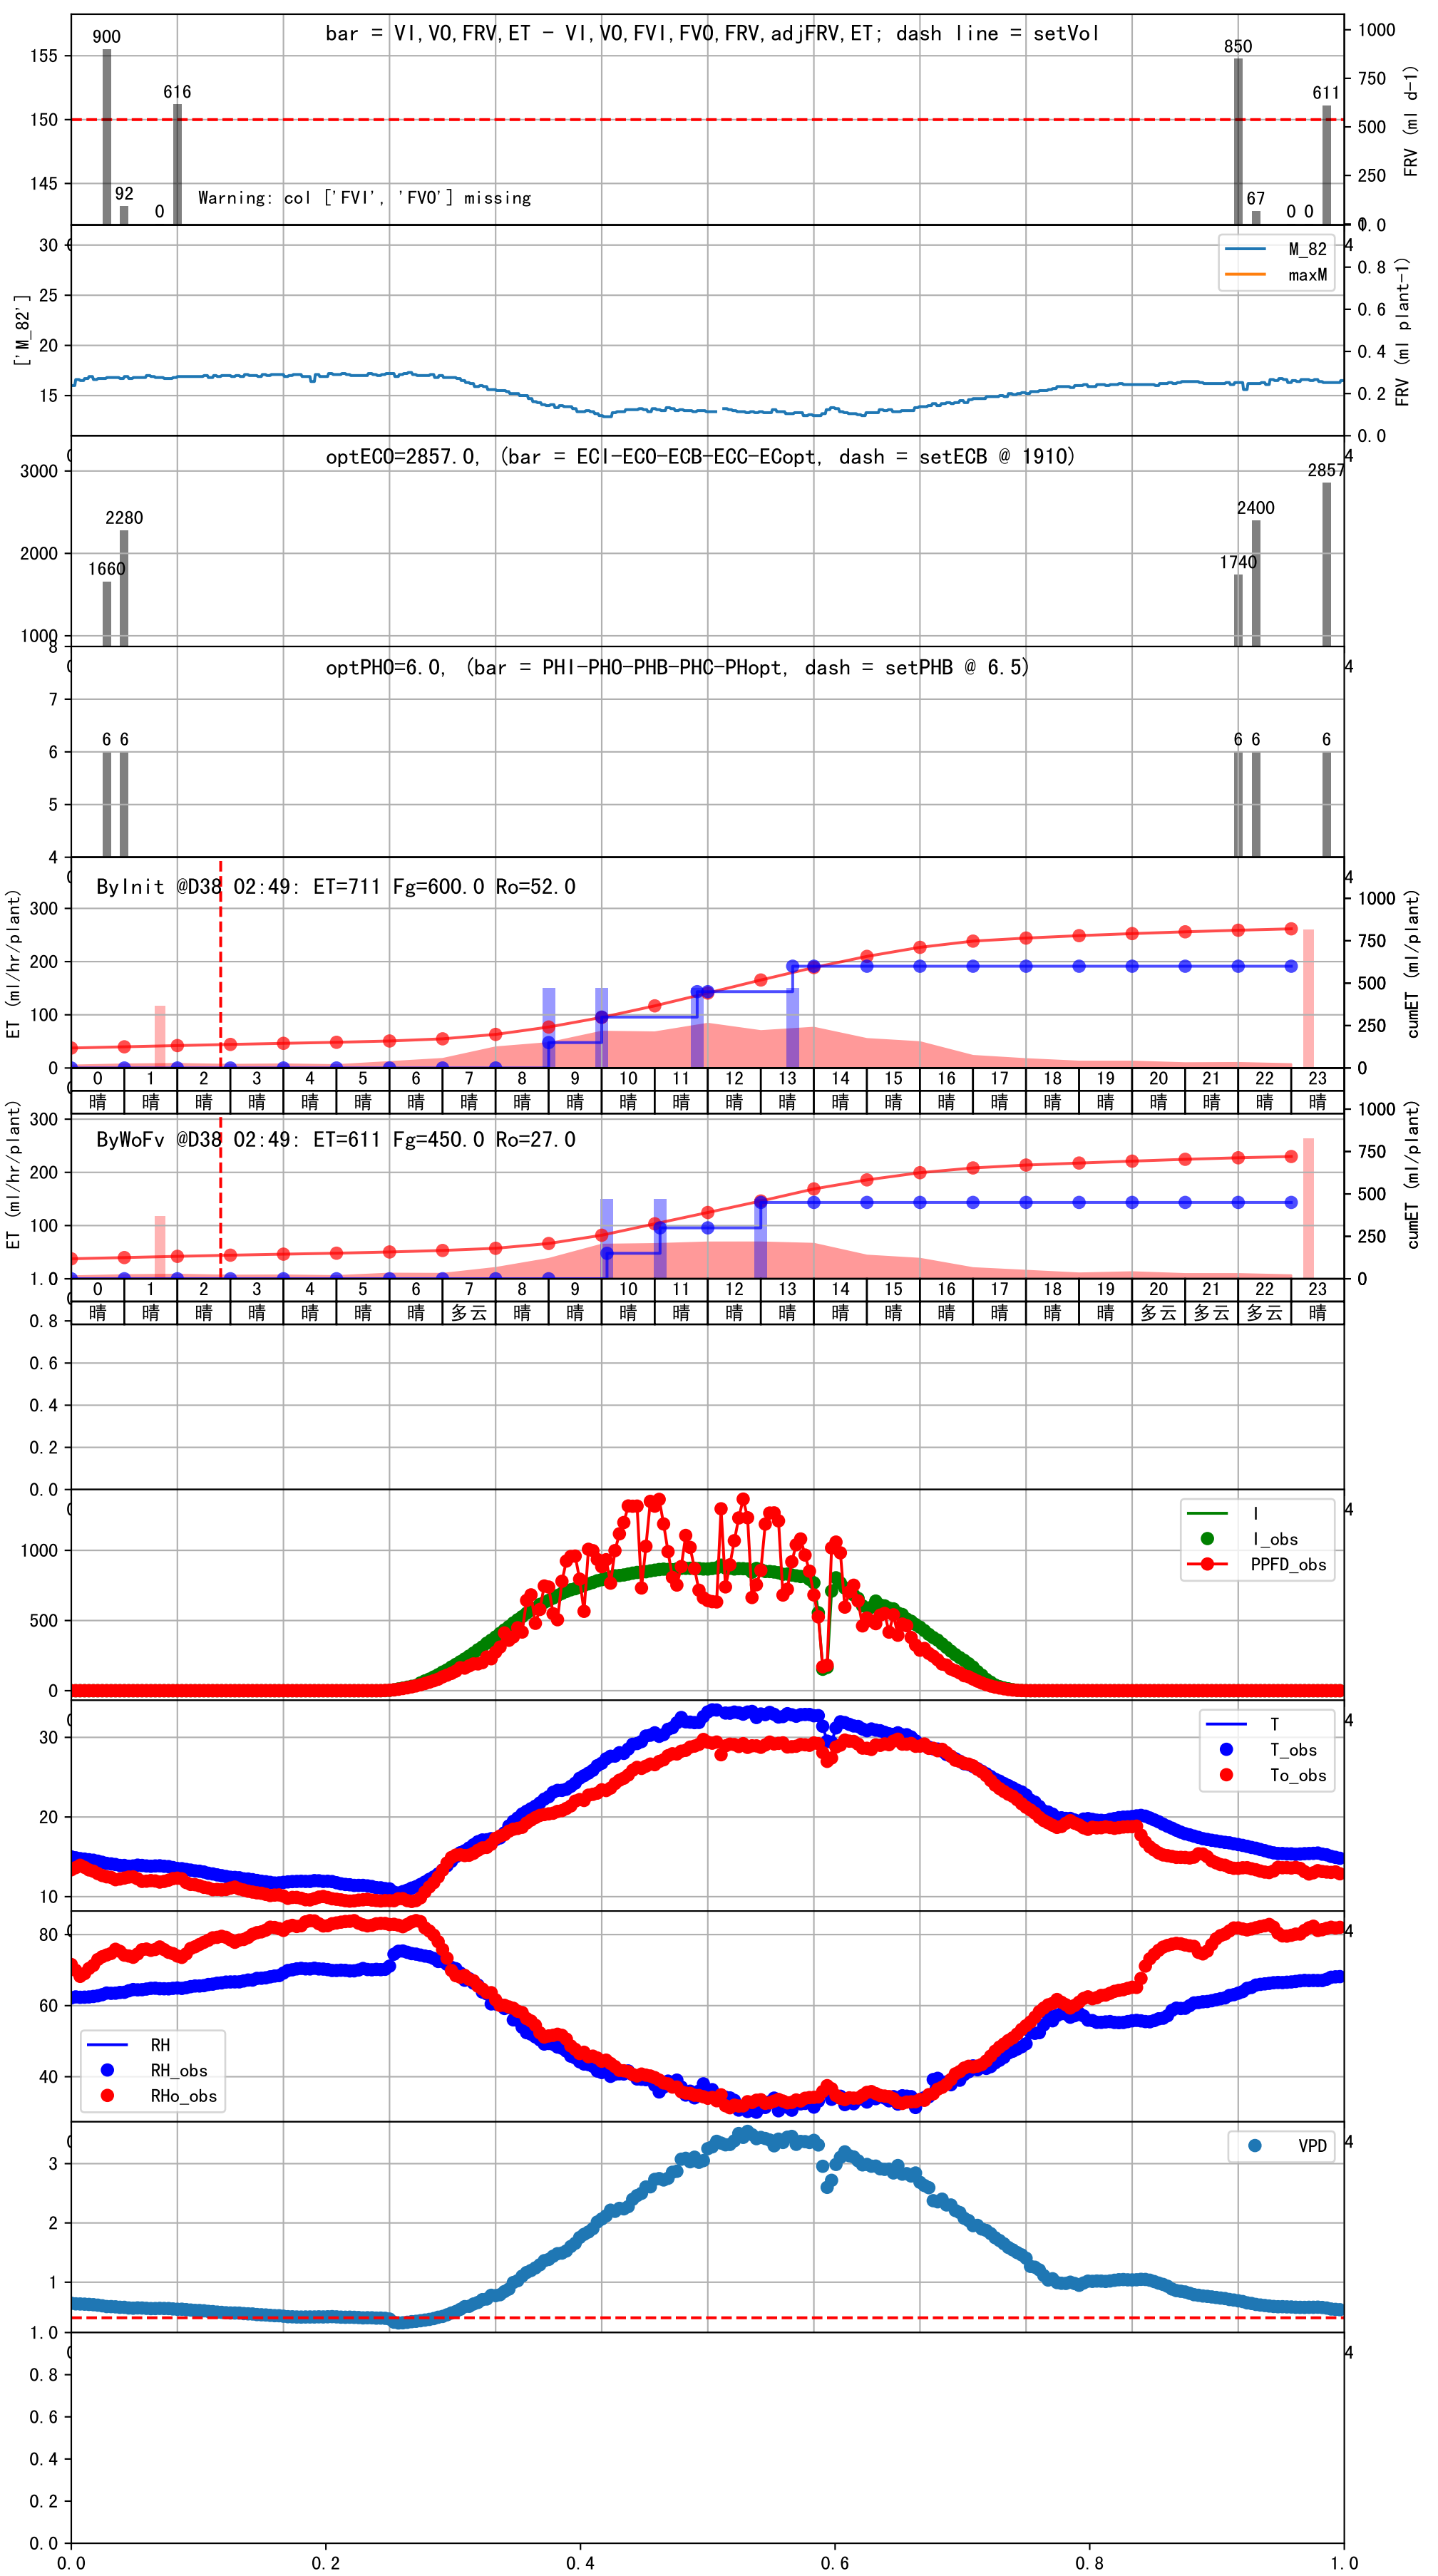 bar = VI,VO,FRV,ET - VI,VO,FVI,FVO,FRV,adjFRV,ET; dash line = setVol
900
92
0
616
850
67
0 0
611
Warning: col ['FVI', 'FVO'] missing
155
150
145
1000
750
500
250
0
FRV (ml d-1)
M_82
maxM
['M_82']
30
25
20
15
1.0
0.8
0.6
0.4
0.2
0.0
FRV (ml plant-1)
optECO=2857.0, (bar = ECI-ECO-ECB-ECC-ECopt, dash = setECB @ 1910)
3000
2000
1000
1660
2280
1740
2400
2857
optPHO=6.0, (bar = PHI-PHO-PHB-PHC-PHopt, dash = setPHB @ 6.5)
8
7
6
5
4
6 6
6 6
6
ByInit @D38 02:49: ET=711 Fg=600.0 Ro=52.0
ET (ml/hr/plant)
300
200
100
0
1000
750
500
250
0
cumET (ml/plant)
0 1 2 3 4 5 6 7 8 9 10 11 12 13 14 15 16 17 18 19 20 21 22 23
晴 晴 晴 晴 晴 晴 晴 晴 晴 晴 晴 晴 晴 晴 晴 晴 晴 晴 晴 晴 晴 晴 晴 晴
ByWoFv @D38 02:49: ET=611 Fg=450.0 Ro=27.0
ET (ml/hr/plant)
300
200
100
1000
750
500
250
0
cumET (ml/plant)
0 1 2 3 4 5 6 7 8 9 10 11 12 13 14 15 16 17 18 19 20 21 22 23
晴 晴 晴 晴 晴 晴 晴 多云 晴 晴 晴 晴 晴 晴 晴 晴 晴 晴 晴 晴 多云 多云 多云 晴
1.0
0.8
0.6
0.4
0.2
0.0
I
I_obs
PPFD_obs
1000
500
0
T
T_obs
To_obs
30
20
10
RH
RH_obs
RHo_obs
80
60
40
VPD
3
2
1
1.0
0.8
0.6
0.4
0.2
0.0
0.0 0.2 0.4 0.6 0.8 1.0